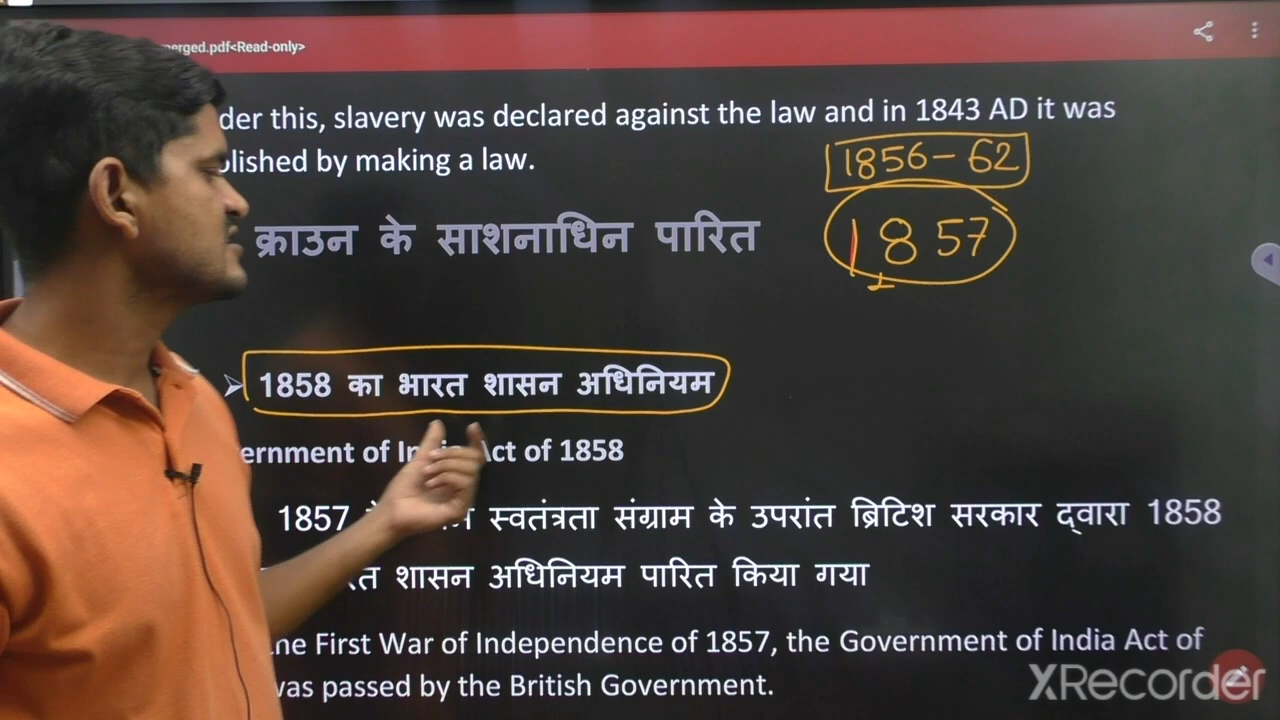 erged.pdf<Read-only>
der this, slavery was declared against the law and in 1843 AD it was
lished by making a law.
1856-62
क्राउन के साशनाधिन पारित
1857
➤ 1858 का भारत शासन अधिनियम
ernment of India Act of 1858
1857 स्वतंत्रता संग्राम के उपरांत ब्रिटिश सरकार द्वारा 1858
शासन अधिनियम पारित किया गया
he First War of Independence of 1857, the Government of India Act of
was passed by the British Government.
XRecorder